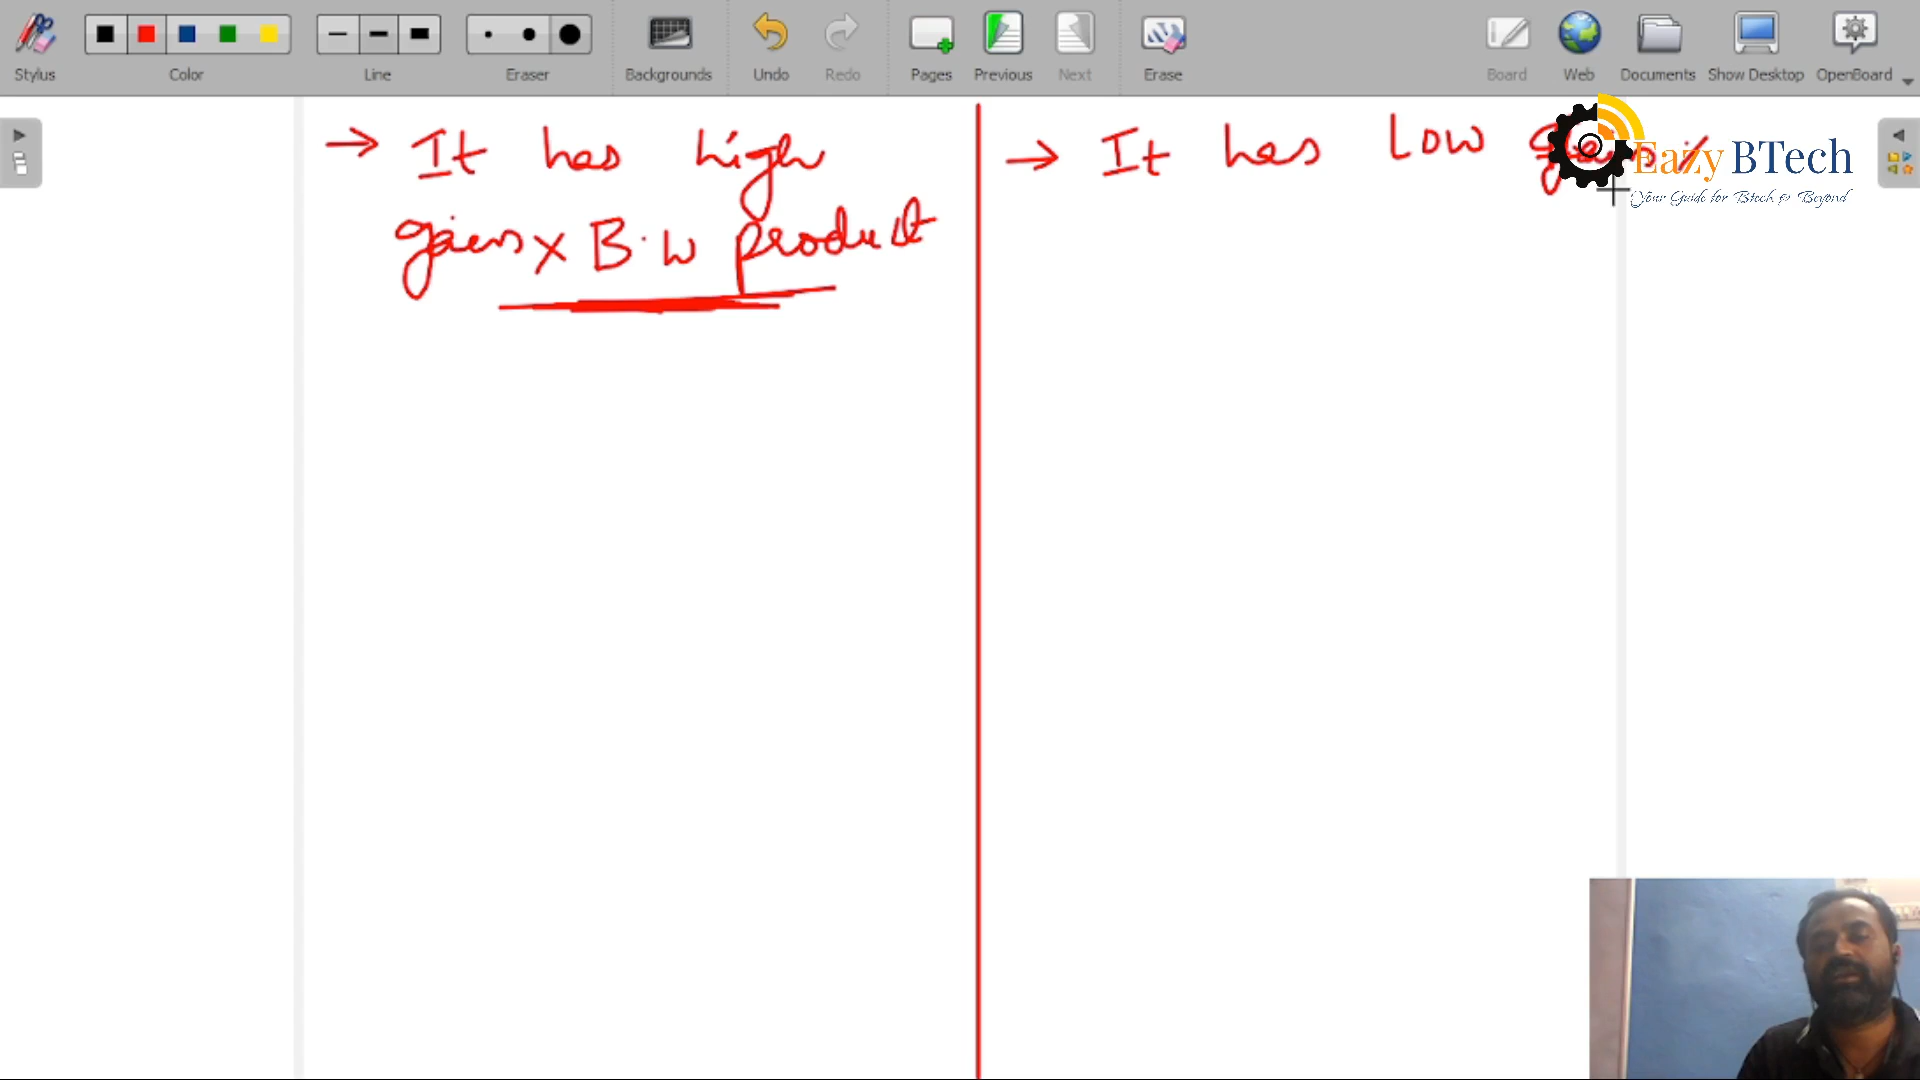 Stylus Color Line Eraser Backgrounds Undo Redo Pages Previous Next Erase Board Web Documents Show Desktop OpenBoard
→ It has high
gain x B.W product
→ It has Low gain
Eazy BTech
Your Guide for Btech & Beyond